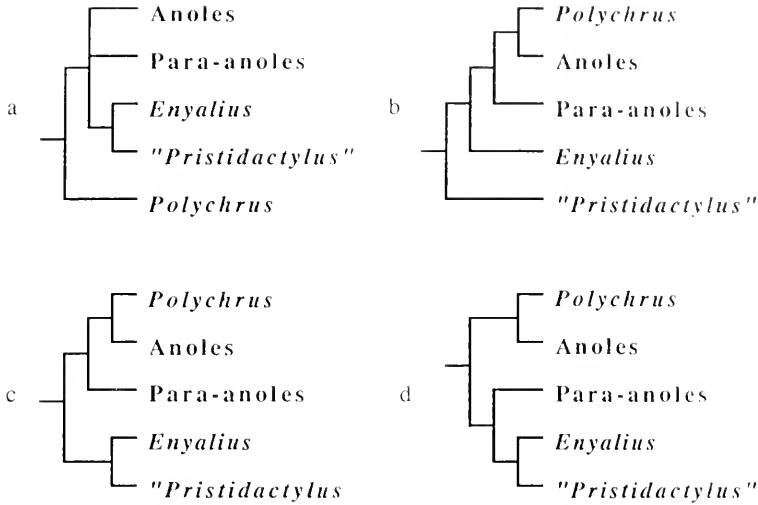 a
Anoles
Para-anoles
Enyalius
"Pristidactylus"
Polychrus
b
Polychrus
Anoles
Para-anoles
Enyalius
"Pristidactylus"
c
Polychrus
Anoles
Para-anoles
Enyalius
"Pristidactylus
d
Polychrus
Anoles
Para-anoles
Enyalius
"Pristidactylus"